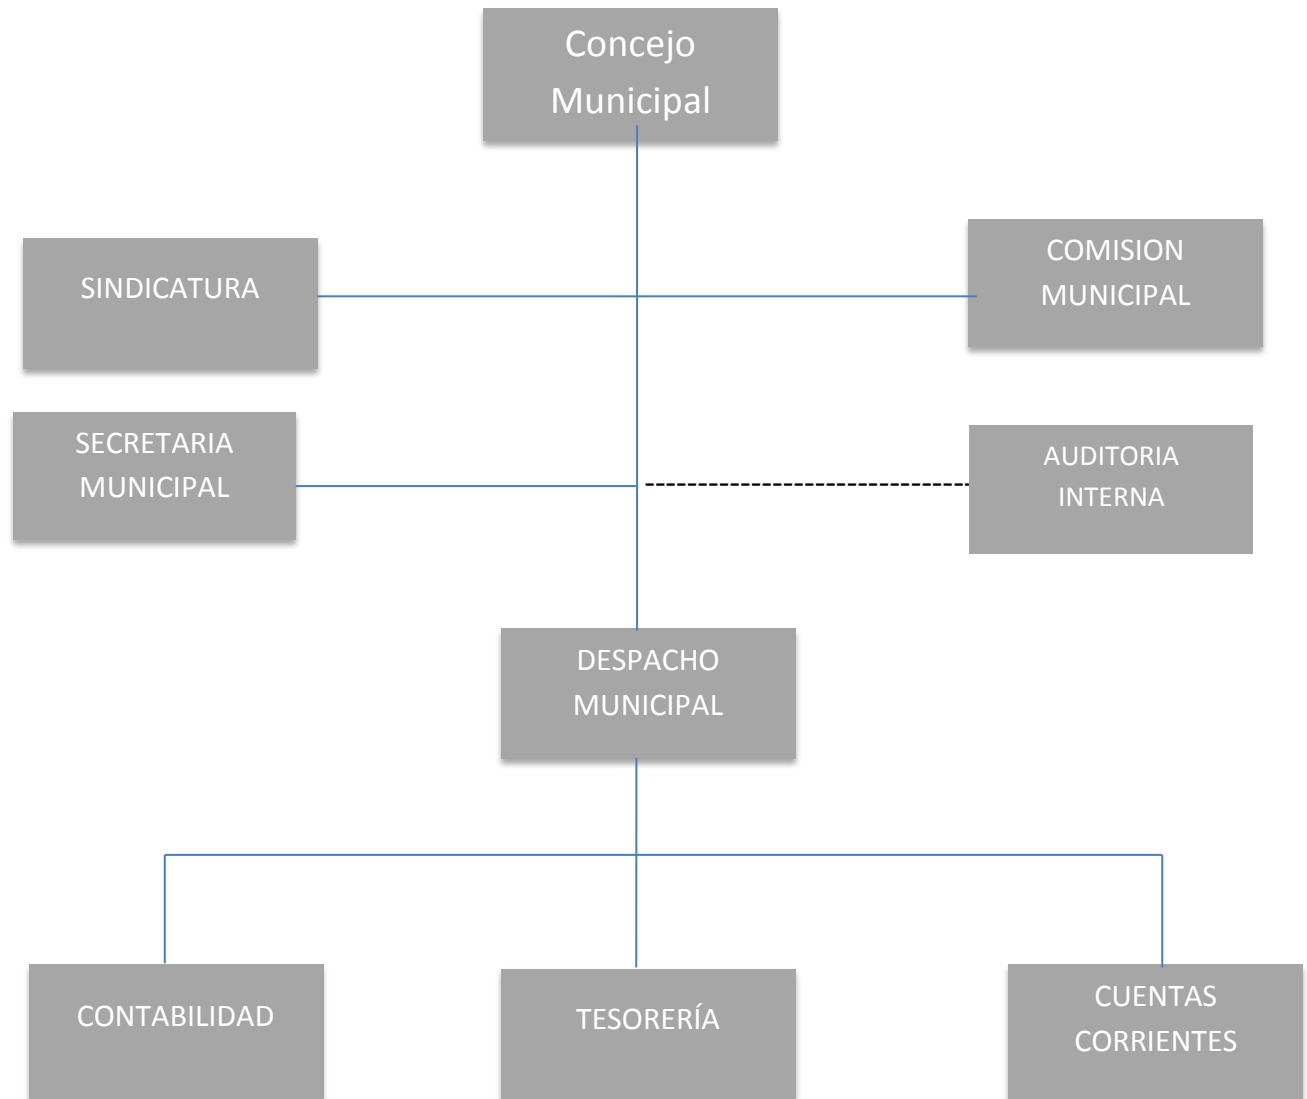 Concejo
Municipal
SINDICATURA
COMISION
MUNICIPAL
SECRETARIA
MUNICIPAL
AUDITORIA
INTERNA
DESPACHO
MUNICIPAL
CONTABILIDAD
TESORERÍA
CUENTAS
CORRIENTES